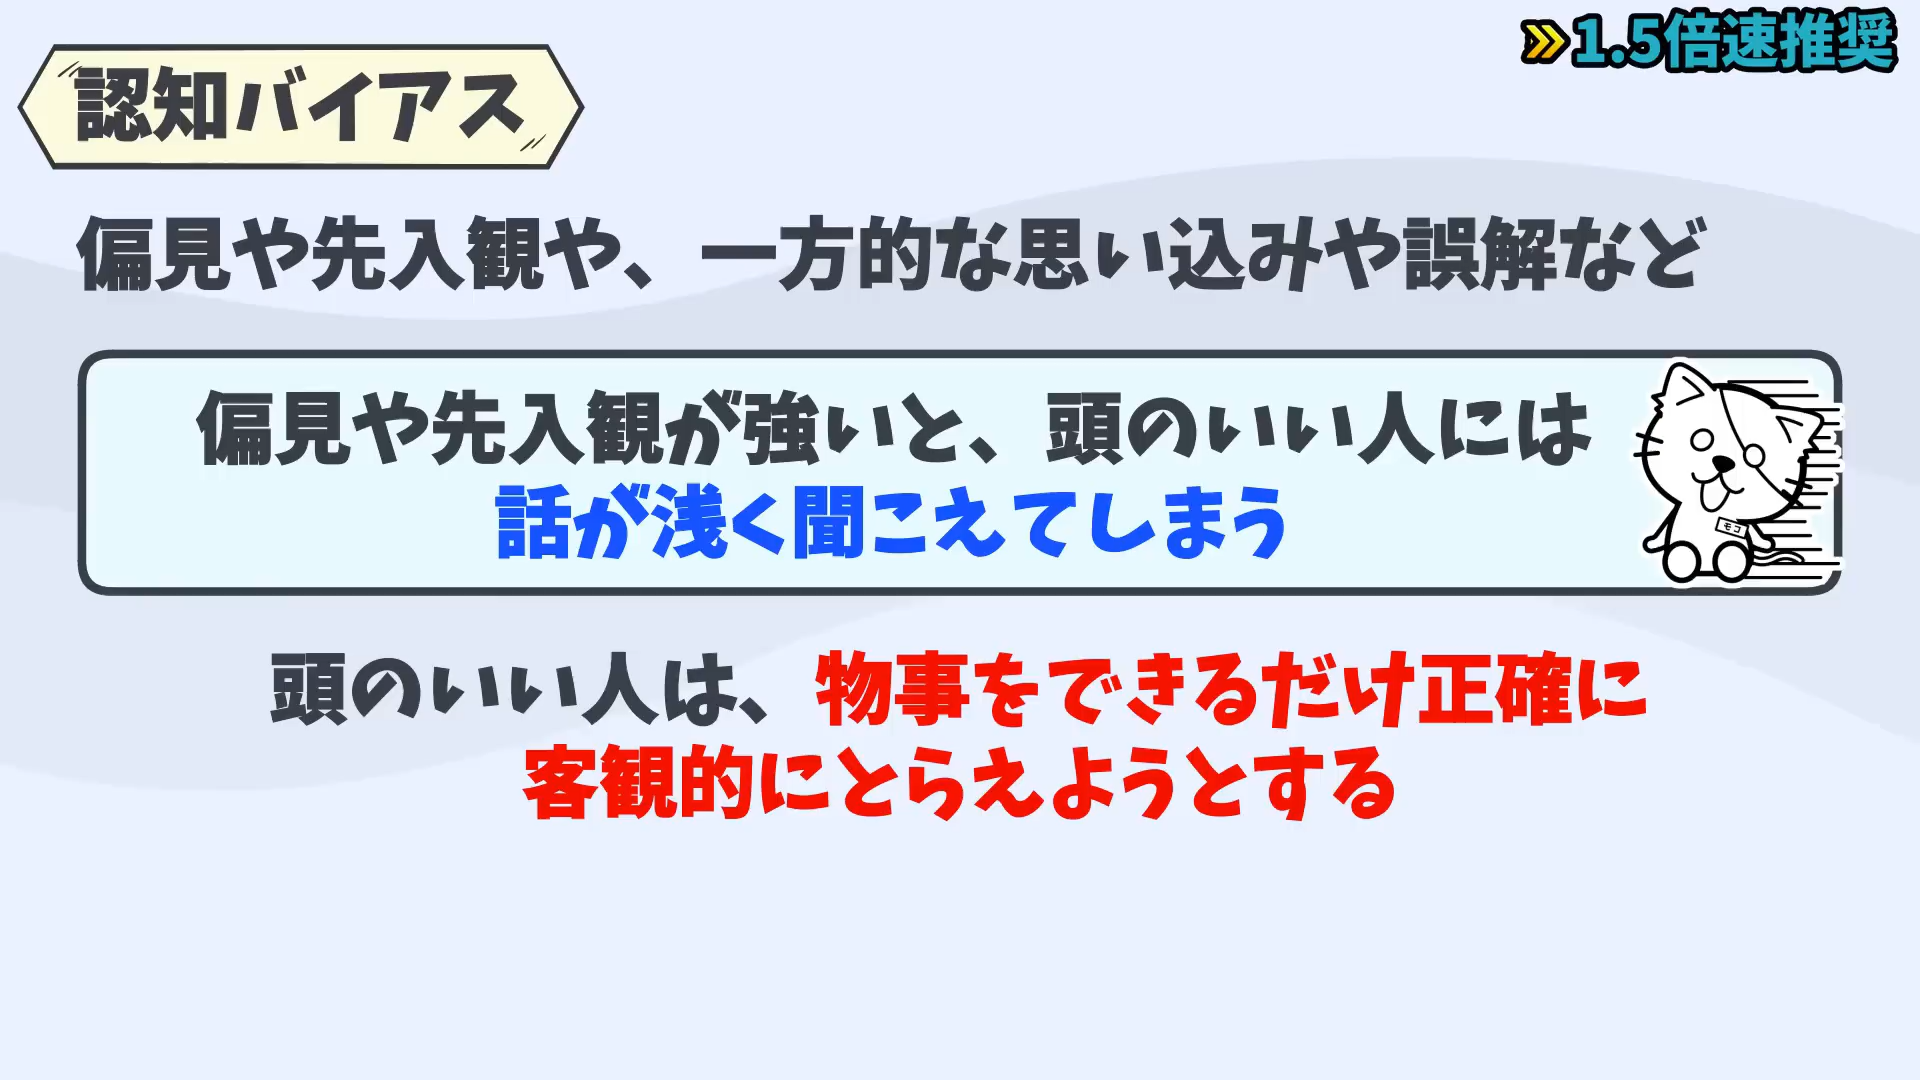 1.5倍速推奨
認知バイアス
偏見や先入観や、一方的な思い込みや誤解など
偏見や先入観が強いと、頭のいい人には
話が浅く聞こえてしまう
モコ
頭のいい人は、物事をできるだけ正確に
客観的にとらえようとする